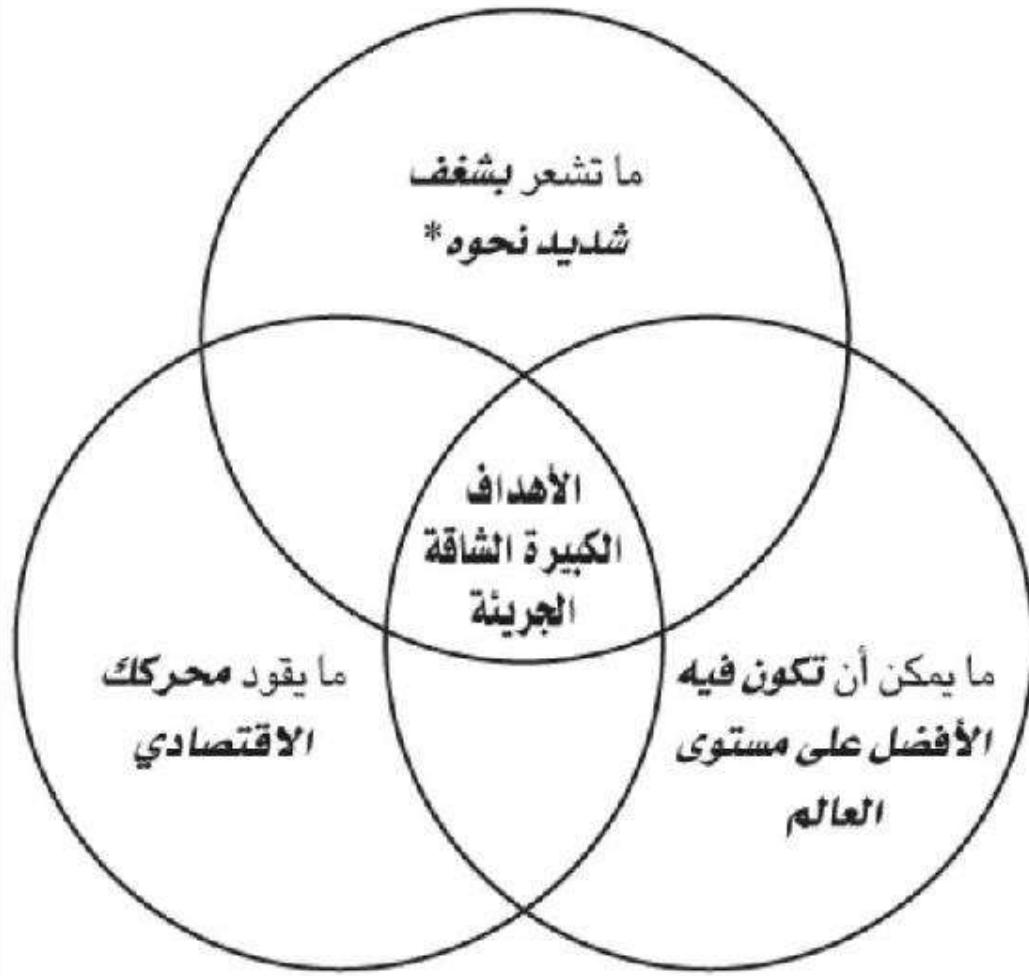 ما تشعر بشغف
شديد نحوه*
الأهداف
الكبيرة الشاقة
الجريئة
ما يمكن أن تكون فيه
الأفضل على مستوى
العالم
ما يقود محركك
الاقتصادي